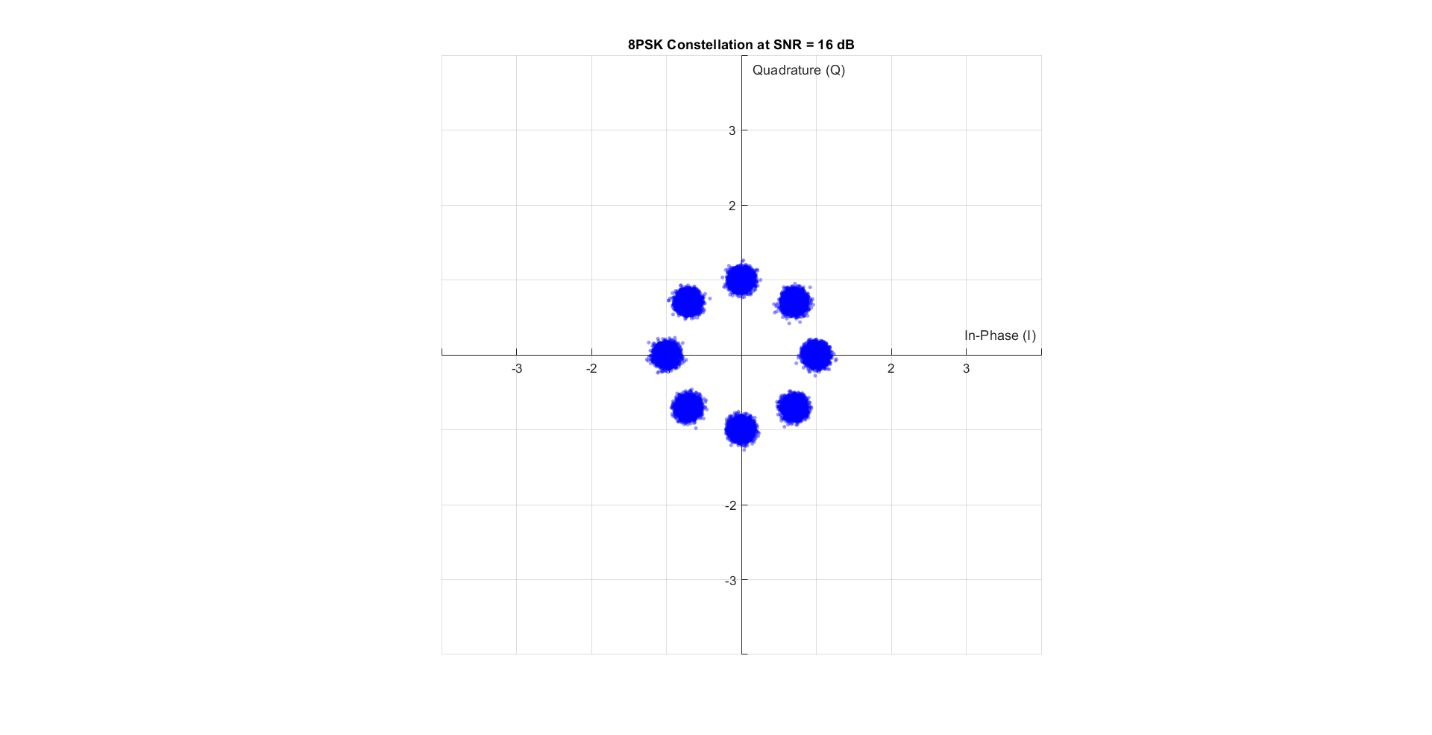 8PSK Constellation at SNR = 16 dB
Quadrature (Q)
3
2
In-Phase (I)
-3 -2 2 3
-2
-3